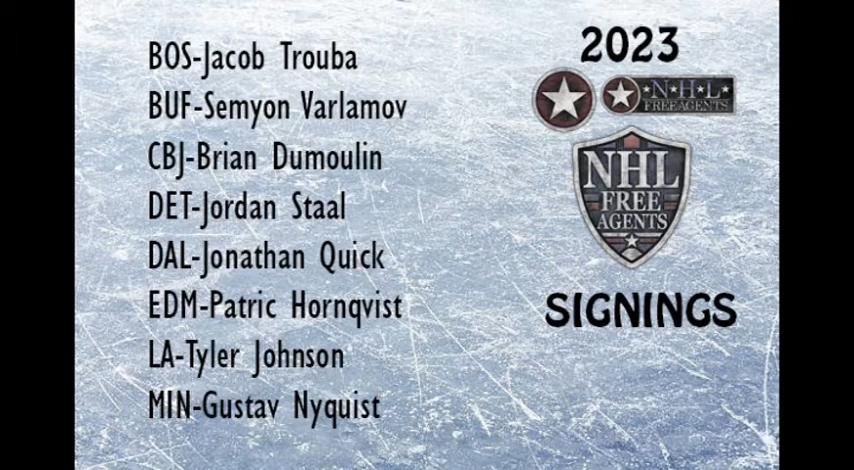 BOS-Jacob Trouba
BUF-Semyon Varlamov
CBJ-Brian Dumoulin
DET-Jordan Staal
DAL-Jonathan Quick
EDM-Patric Hornqvist
LA-Tyler Johnson
MIN-Gustav Nyquist
2023
N★H★L
FREE AGENTS
NHL
FREE
AGENTS
SIGNINGS